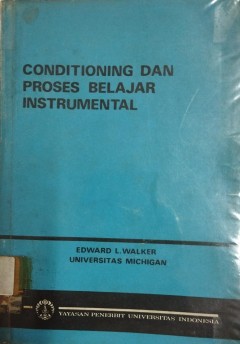 CONDITIONING DAN
PROSES BELAJAR
INSTRUMENTAL
EDWARD L. WALKER
UNIVERSITAS MICHIGAN
YAYASAN PENERBIT UNIVERSITAS INDONESIA